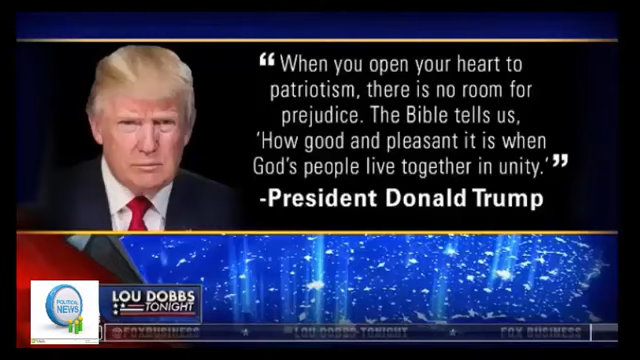 “When you open your heart to
patriotism, there is no room for
prejudice. The Bible tells us,
‘How good and pleasant it is when
God's people live together in unity.’”
-President Donald Trump
POLITICAL
NEWS
LOU DOBBS
TONIGHT
@FOXBUSINESS
LOU DOBBS TONIGHT
FOX BUSINESS